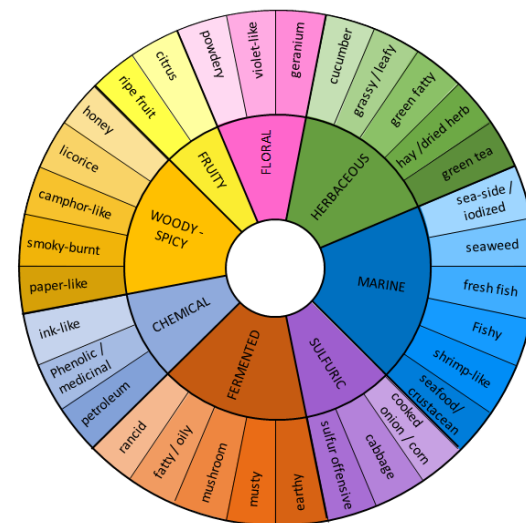 FLORAL
powdery
violet-like
geranium
HERBACEOUS
cucumber
grassy / leafy
green fatty
hay /dried herb
green tea
MARINE
sea-side /
iodized
seaweed
fresh fish
Fishy
shrimp-like
seafood/
crustacean
SULFURIC
cooked
onion / corn
cabbage
sulfur offensive
FERMENTED
earthy
musty
mushroom
fatty / oily
rancid
CHEMICAL
petroleum
Phenolic /
medicinal
ink-like
WOODY -
SPICY
paper-like
smoky-burnt
camphor-like
licorice
honey
FRUITY
ripe fruit
citrus